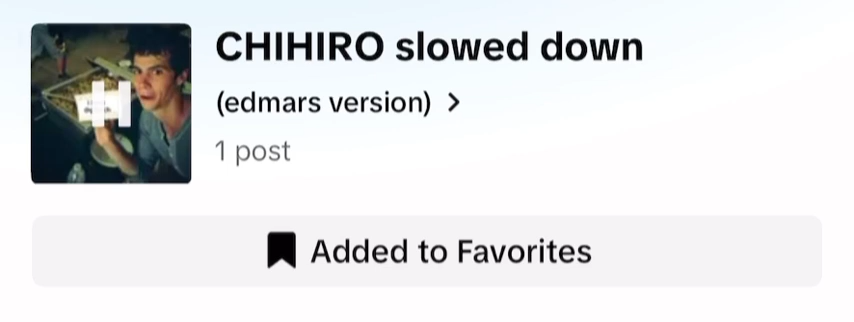 CHIHIRO slowed down
(edmars version) >
1 post
Added to Favorites